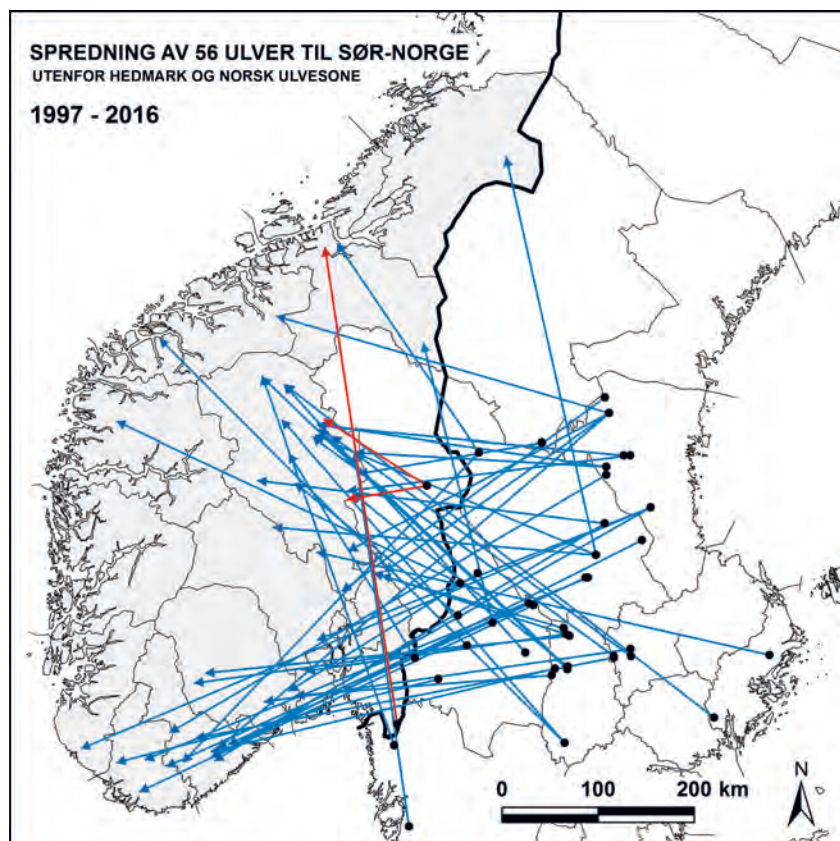 SPREDNING AV 56 ULVER TIL SØR-NORGE
UTENFOR HEDMARK OG NORSK ULVESONE
1997 - 2016
N
0 100 200 km